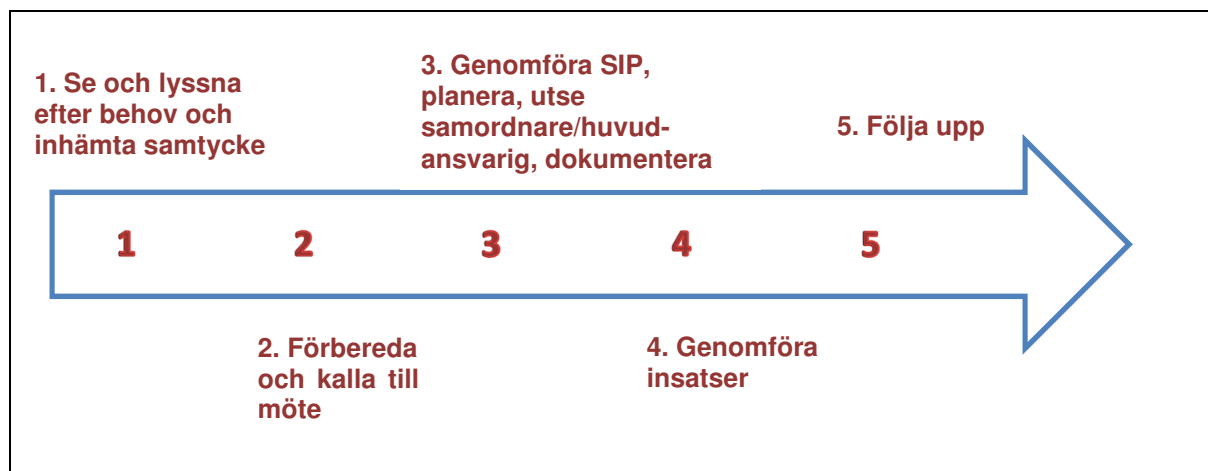 1. Se och lyssna
efter behov och
inhämta samtycke
3. Genomföra SIP,
planera, utse
samordnare/huvud-
ansvarig, dokumentera
5. Följa upp
1 2 3 4 5
2. Förbereda
och kalla till
möte
4. Genomföra
insatser